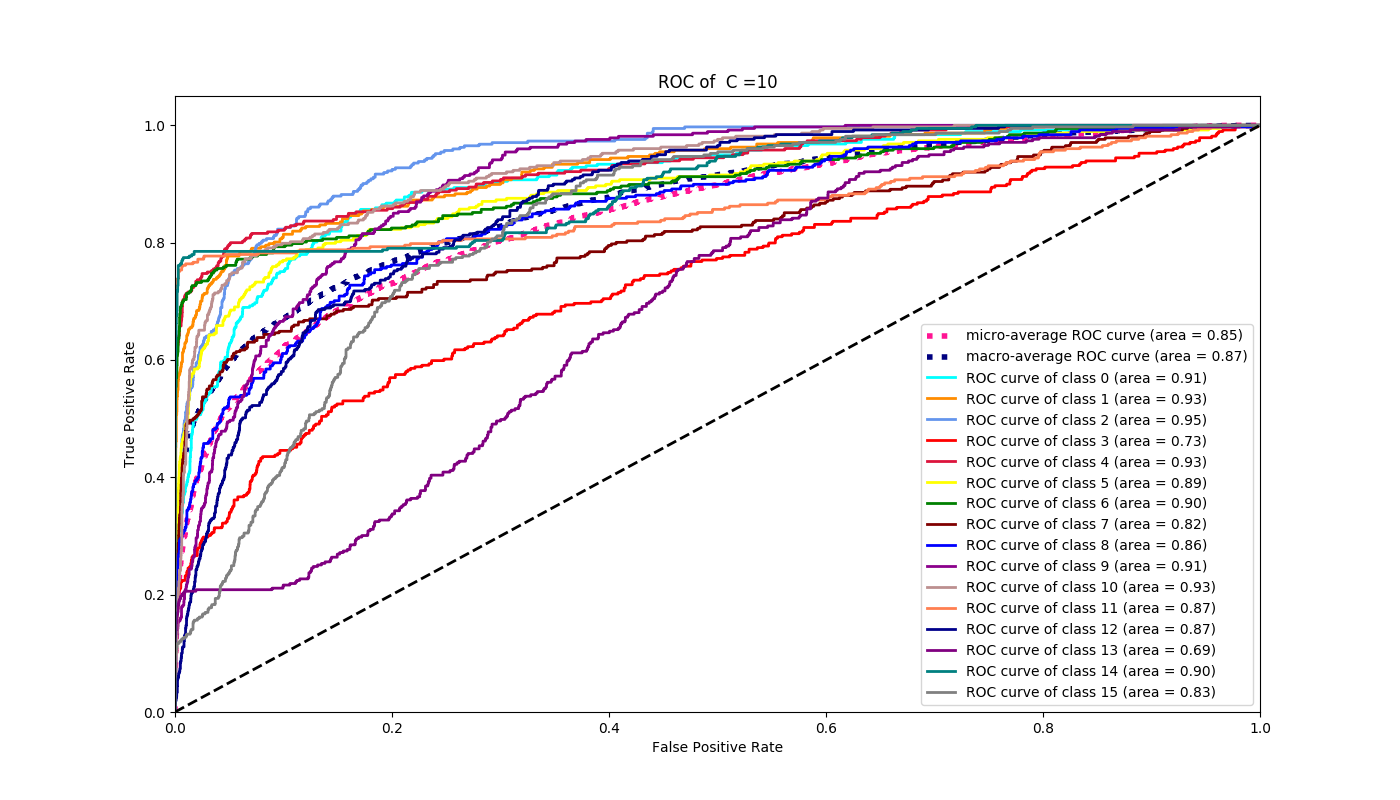 ROC of  C =10
True Positive Rate
1.0
0.8
0.6
0.4
0.2
0.0
micro-average ROC curve (area = 0.85)
macro-average ROC curve (area = 0.87)
ROC curve of class 0 (area = 0.91)
ROC curve of class 1 (area = 0.93)
ROC curve of class 2 (area = 0.95)
ROC curve of class 3 (area = 0.73)
ROC curve of class 4 (area = 0.93)
ROC curve of class 5 (area = 0.89)
ROC curve of class 6 (area = 0.90)
ROC curve of class 7 (area = 0.82)
ROC curve of class 8 (area = 0.86)
ROC curve of class 9 (area = 0.91)
ROC curve of class 10 (area = 0.93)
ROC curve of class 11 (area = 0.87)
ROC curve of class 12 (area = 0.87)
ROC curve of class 13 (area = 0.69)
ROC curve of class 14 (area = 0.90)
ROC curve of class 15 (area = 0.83)
0.0 0.2 0.4 0.6 0.8 1.0
False Positive Rate